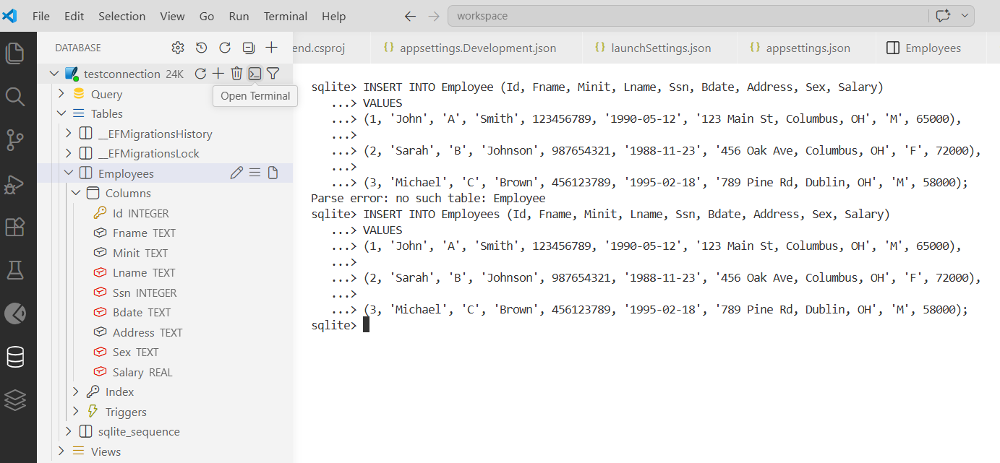 File Edit Selection View Go Run Terminal Help workspace
DATABASE
end.csproj appsettings.Development.json launchSettings.json appsettings.json Employees
testconnection 24K
Open Terminal
Query
Tables
__EFMigrationsHistory
__EFMigrationsLock
Employees
Columns
Id INTEGER
Fname TEXT
Minit TEXT
Lname TEXT
Ssn INTEGER
Bdate TEXT
Address TEXT
Sex TEXT
Salary REAL
Index
Triggers
sqlite_sequence
Views
sqlite> INSERT INTO Employee (Id, Fname, Minit, Lname, Ssn, Bdate, Address, Sex, Salary)
...> VALUES
...> (1, 'John', 'A', 'Smith', 123456789, '1990-05-12', '123 Main St, Columbus, OH', 'M', 65000),
...>
...> (2, 'Sarah', 'B', 'Johnson', 987654321, '1988-11-23', '456 Oak Ave, Columbus, OH', 'F', 72000),
...>
...> (3, 'Michael', 'C', 'Brown', 456123789, '1995-02-18', '789 Pine Rd, Dublin, OH', 'M', 58000);
Parse error: no such table: Employee
sqlite> INSERT INTO Employees (Id, Fname, Minit, Lname, Ssn, Bdate, Address, Sex, Salary)
...> VALUES
...> (1, 'John', 'A', 'Smith', 123456789, '1990-05-12', '123 Main St, Columbus, OH', 'M', 65000),
...>
...> (2, 'Sarah', 'B', 'Johnson', 987654321, '1988-11-23', '456 Oak Ave, Columbus, OH', 'F', 72000),
...>
...> (3, 'Michael', 'C', 'Brown', 456123789, '1995-02-18', '789 Pine Rd, Dublin, OH', 'M', 58000);
sqlite>